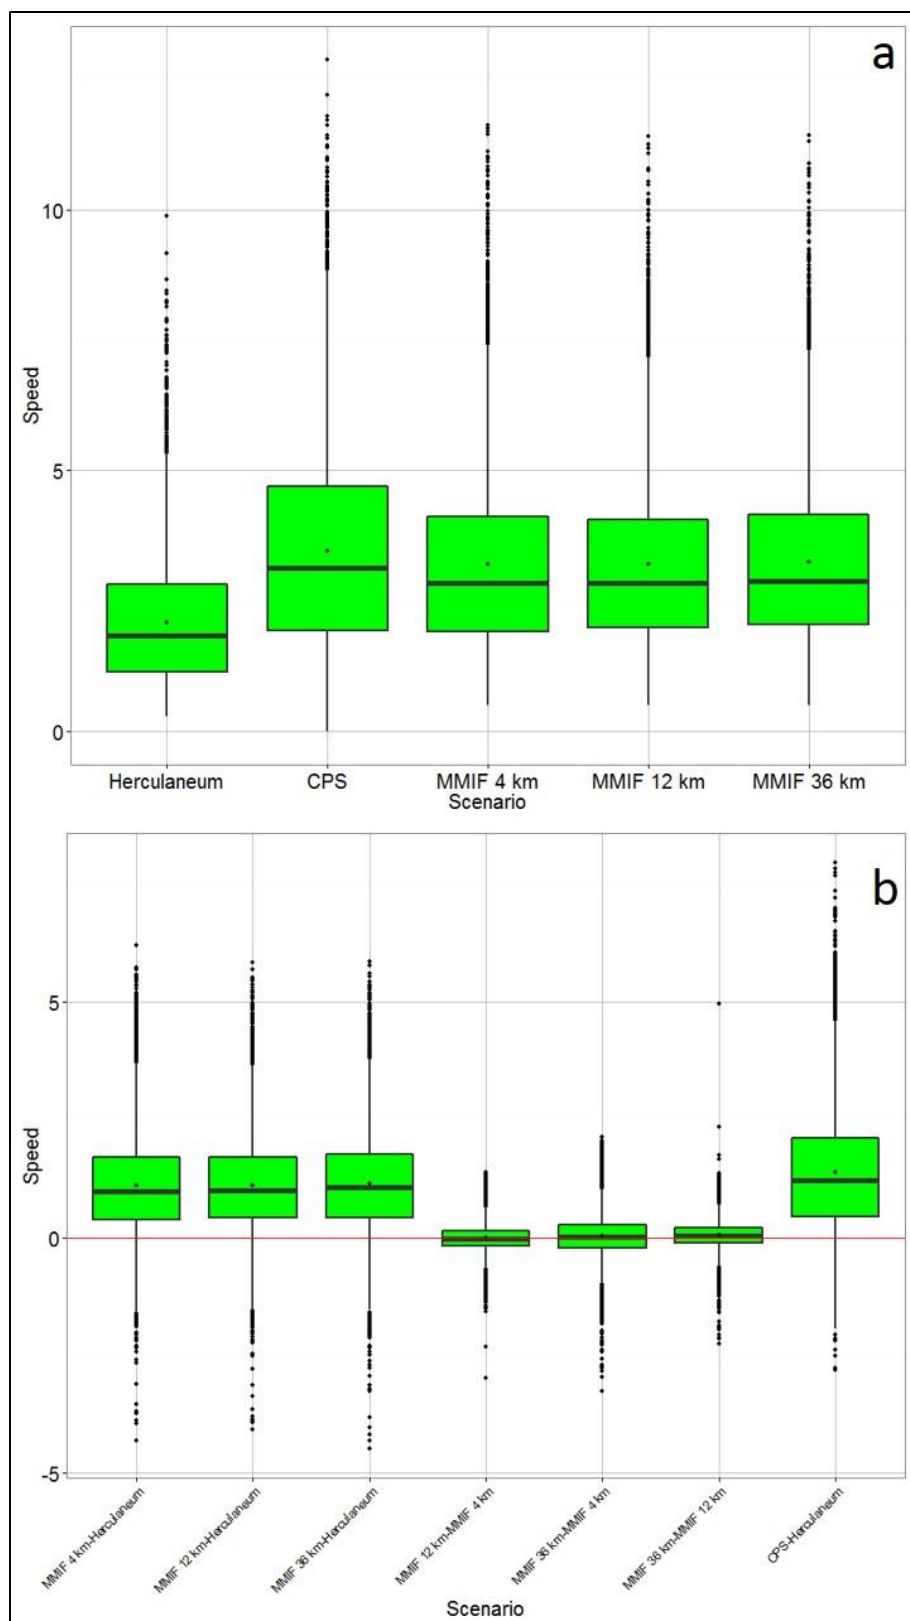 a
10
5
0
Speed
Herculaneum CPS MMIF 4 km MMIF 12 km MMIF 36 km
Scenario
b
5
0
-5
Speed
MMIF 4 km-Herculaneum
MMIF 12 km-Herculaneum
MMIF 36 km-Herculaneum
MMIF 12 km-MMIF 4 km
MMIF 36 km-MMIF 4 km
MMIF 36 km-MMIF 12 km
CPS-Herculaneum
Scenario